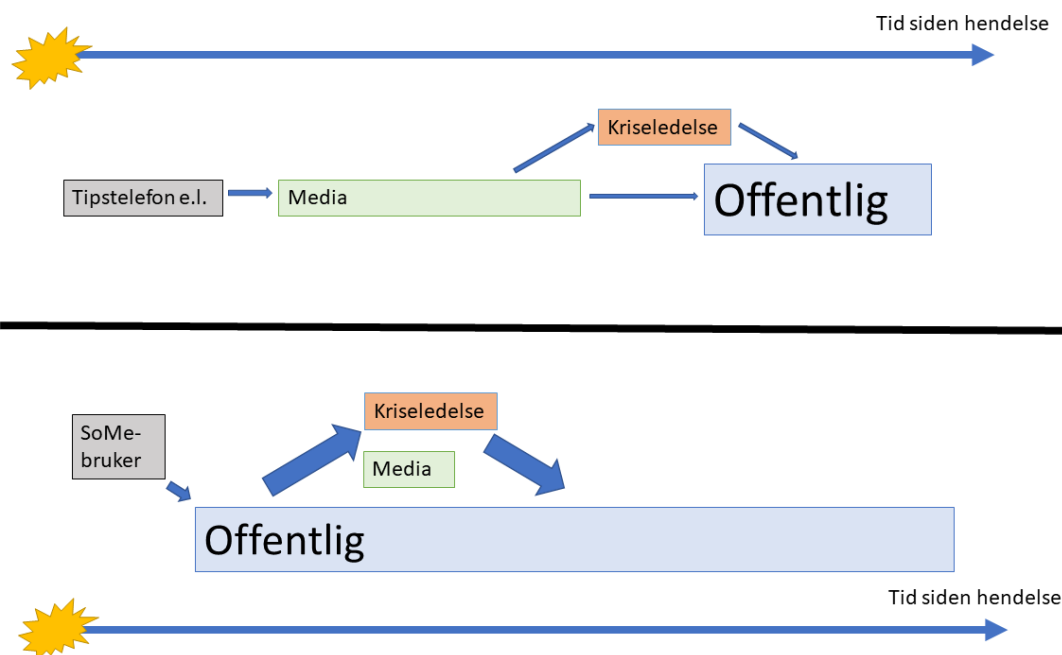 Tid siden hendelse
Kriseledelse
Tipstelefon e.l.
Media
Offentlig
Kriseledelse
SoMe-
bruker
Media
Offentlig
Tid siden hendelse